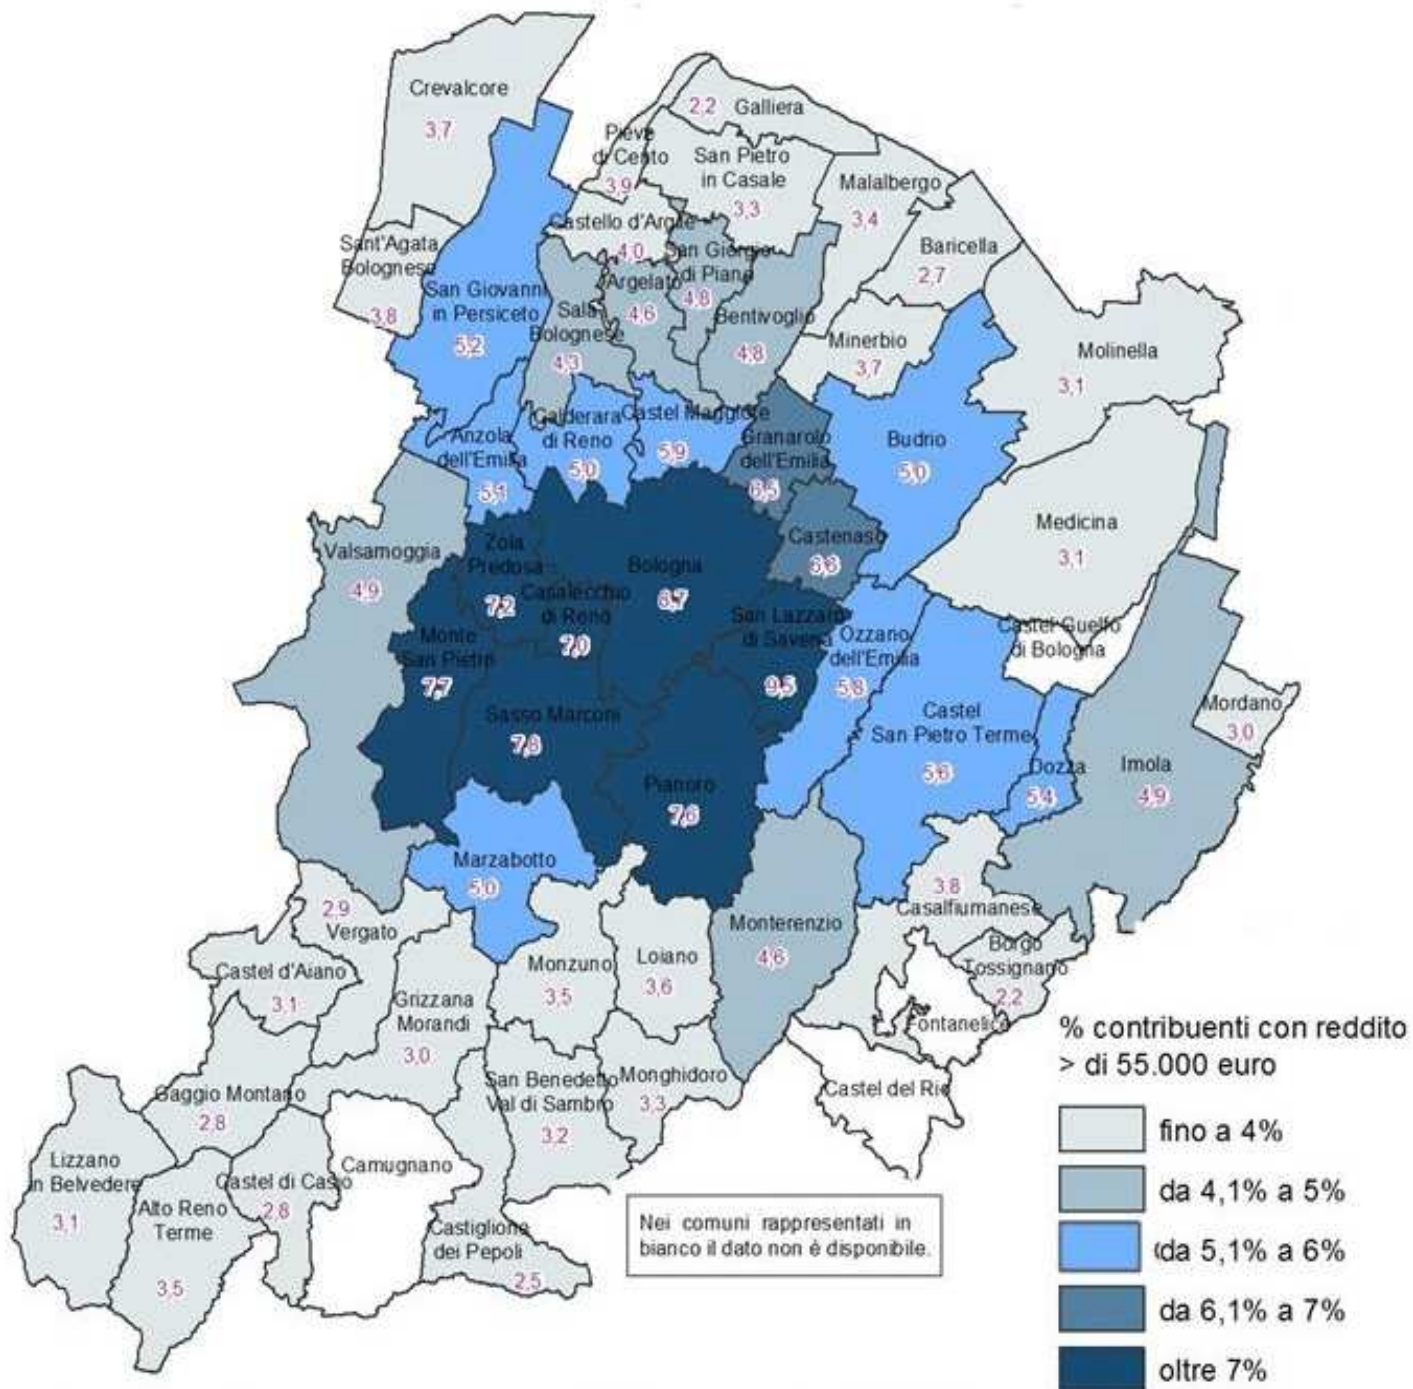 Crevalcore
3,7
2,2 Galliera
Pieve
di Cento
3,9
San Pietro
in Casale
3,3
Malalbergo
3,4
Baricella
2,7
Sant'Agata
Bolognese
3,8
San Giovanni
in Persiceto
5,2
Castello d'Argile
4,0
San Giorgio
di Piano
4,8
Argelato
4,6
Sala
Bolognese
4,3
Bentivoglio
4,8
Minerbio
3,7
Molinella
3,1
Anzola
dell'Emilia
5,1
Calderara
di Reno
5,0
Castel Maggiore
5,9
Granarolo
dell'Emilia
6,5
Budrio
5,0
Medicina
3,1
Valsamoggia
4,9
Zola
Predosa
7,2
Casalecchio
di Reno
7,0
Bologna
8,7
Castenaso
6,6
San Lazzaro
di Savena
9,5
Ozzano
dell'Emilia
5,8
Castel Guelfo
di Bologna
Monte
San Pietro
7,7
Sasso Marconi
7,8
Pianoro
7,6
Castel
San Pietro Terme
5,6
Dozza
5,4
Imola
4,9
Mordano
3,0
Marzabotto
5,0
2,9
Vergato
Castel d'Aiano
3,1
Grizzana
Morandi
3,0
Monzuno
3,5
Loiano
3,6
Monterenzio
4,6
3,8
Casalfiumanese
Borgo
Tossignano
2,2
Fontanelice
Castel del Rio
Gaggio Montano
2,8
San Benedetto
Val di Sambro
3,2
Monghidoro
3,3
Lizzano
in Belvedere
3,1
Alto Reno
Terme
3,5
Castel di Casio
2,8
Camugnano
Castiglione
dei Pepoli
2,5
Nei comuni rappresentati in
bianco il dato non è disponibile.
% contribuenti con reddito
> di 55.000 euro
fino a 4%
da 4,1% a 5%
da 5,1% a 6%
da 6,1% a 7%
oltre 7%